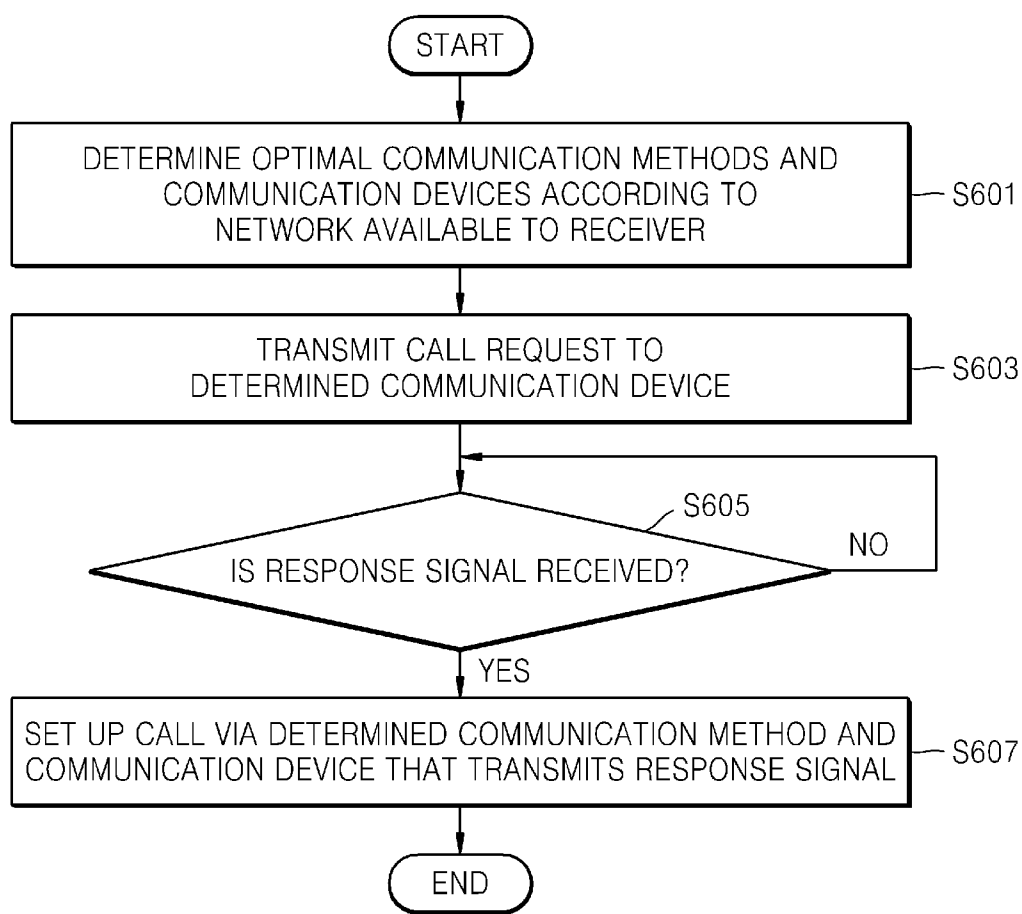 START
DETERMINE OPTIMAL COMMUNICATION METHODS AND
COMMUNICATION DEVICES ACCORDING TO
NETWORK AVAILABLE TO RECEIVER
S601
TRANSMIT CALL REQUEST TO
DETERMINED COMMUNICATION DEVICE
S603
S605
IS RESPONSE SIGNAL RECEIVED?
NO
YES
SET UP CALL VIA DETERMINED COMMUNICATION METHOD AND
COMMUNICATION DEVICE THAT TRANSMITS RESPONSE SIGNAL
S607
END